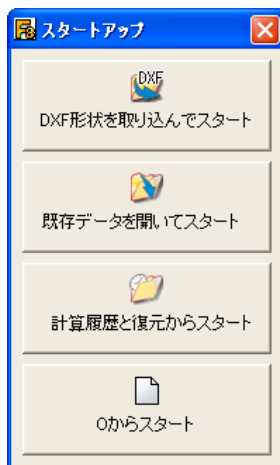 F8 スタートアップ
DXF
DXF形状を取り込んでスタート
既存データを開いてスタート
計算履歴と復元からスタート
0からスタート